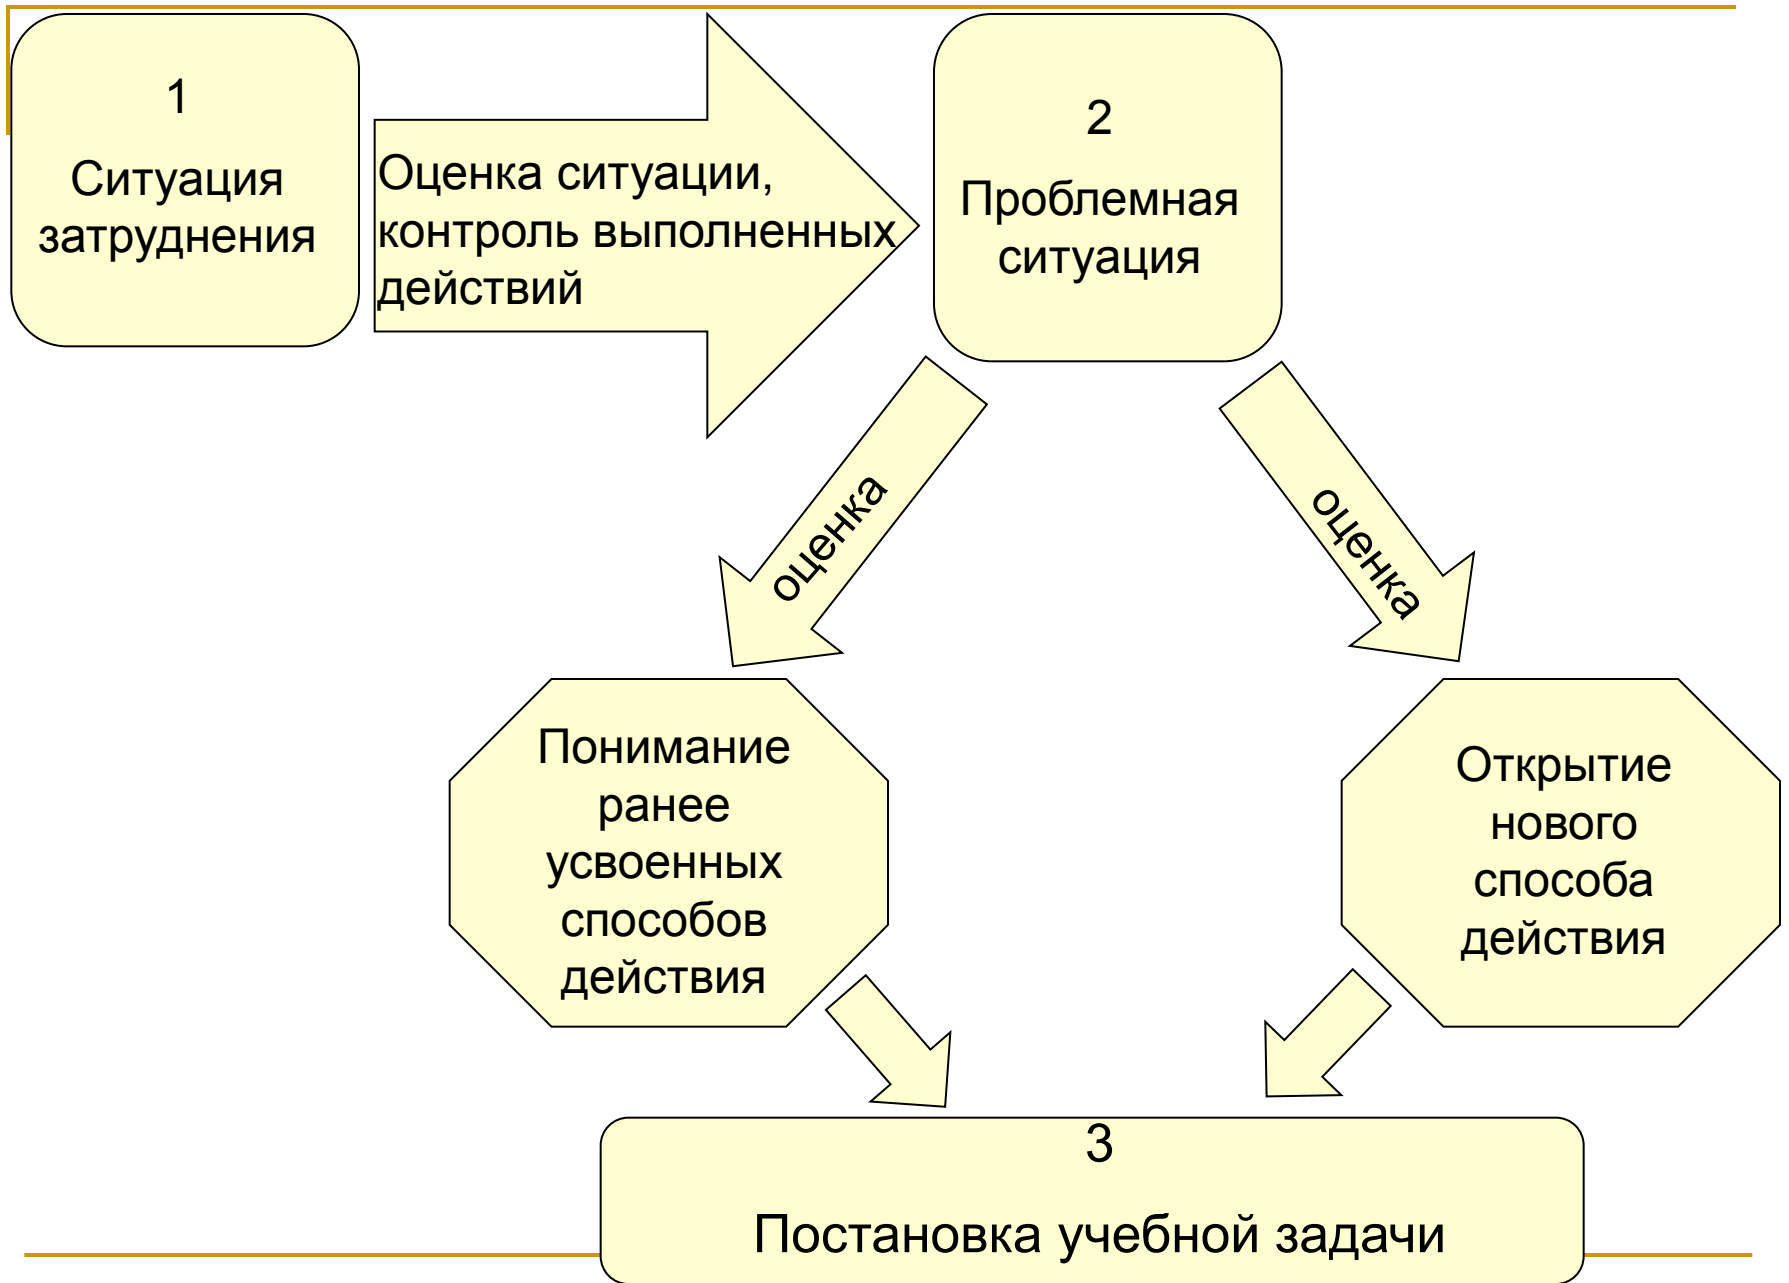 1
Ситуация
затруднения
Оценка ситуации,
контроль выполненных
действий
2
Проблемная
ситуация
оценка
оценка
Понимание
ранее
усвоенных
способов
действия
Открытие
нового
способа
действия
3
Постановка учебной задачи